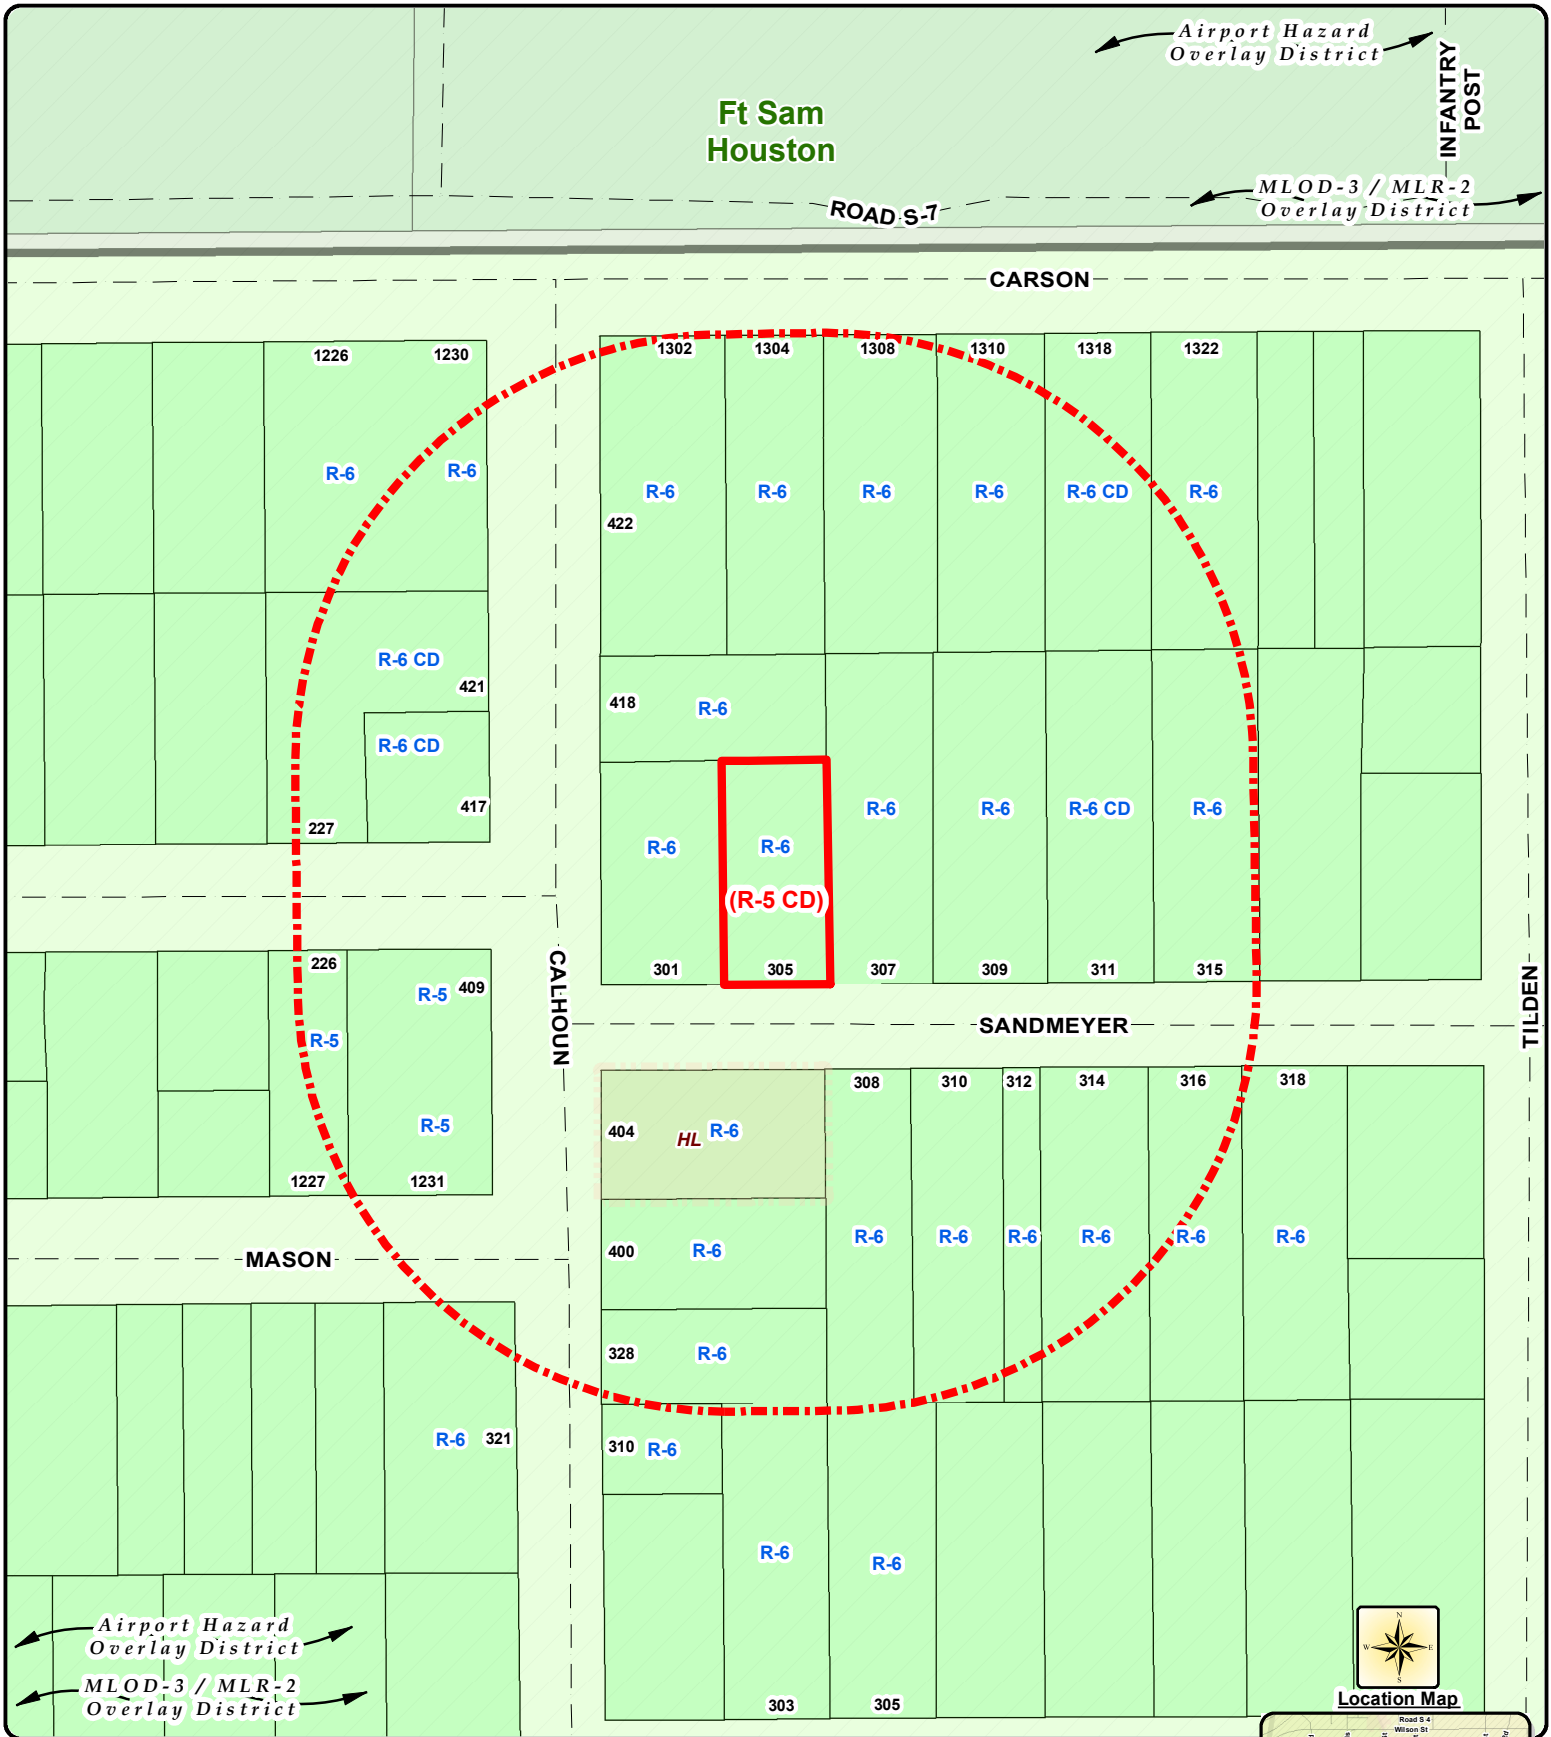 Airport Hazard
Overlay District
INFANTRY
POST
Ft Sam
Houston
MLOD-3 / MLR-2
Overlay District
ROAD S-7
CARSON
1226
1230
1302
1304
1308
1310
1318
1322
R-6
R-6
R-6
R-6
R-6
R-6
R-6 CD
R-6
422
R-6 CD
421
418
R-6
R-6 CD
417
227
R-6
R-6
R-6
R-6
R-6 CD
R-6
(R-5 CD)
301
305
307
309
311
315
226
R-5
409
CALHOUN
R-5
SANDMEYER
TILDEN
308
310
312
314
316
318
R-5
404
HL
R-6
1227
1231
R-6
R-6
R-6
R-6
R-6
R-6
400
R-6
MASON
328
R-6
R-6
321
310
R-6
R-6
R-6
Airport Hazard
Overlay District
MLOD-3 / MLR-2
Overlay District
303
305
N
W
E
S
Location Map
Road S 4
Wilson St